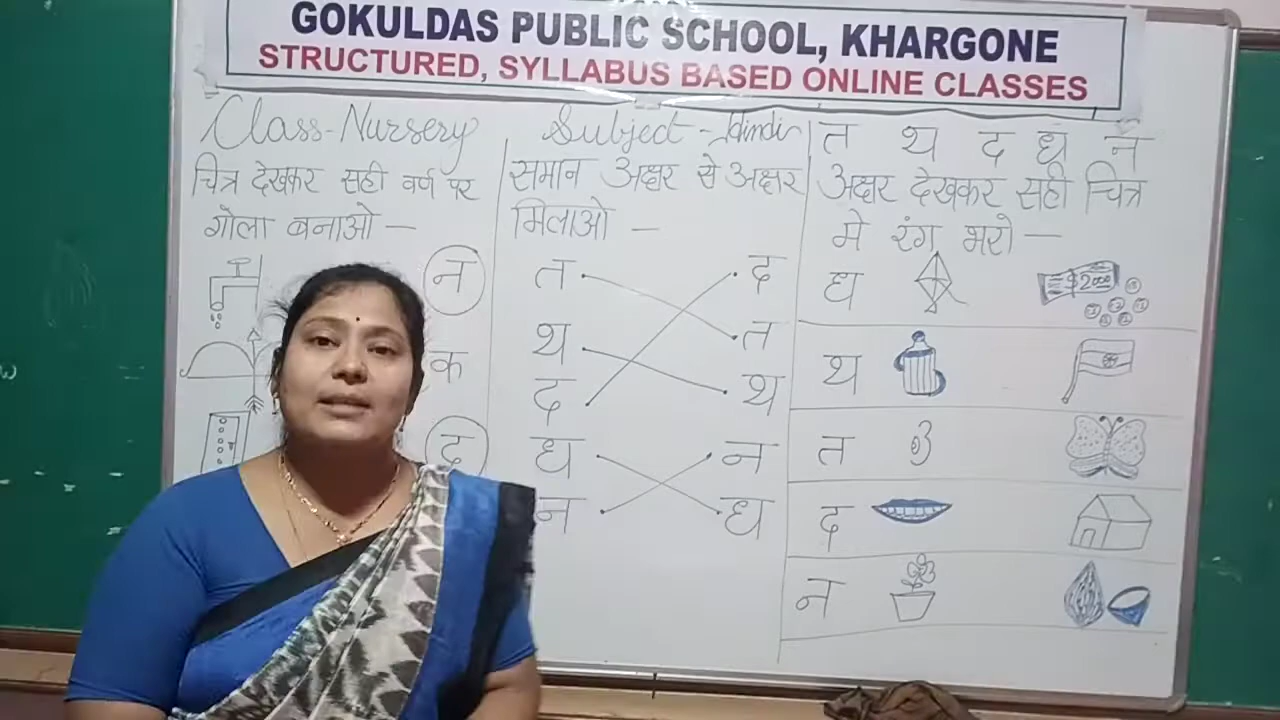 GOKULDAS PUBLIC SCHOOL, KHARGONE
STRUCTURED, SYLLABUS BASED ONLINE CLASSES
Class-Nursery Subject-Hindi
चित्र देखकर सही वर्ण पर
गोला बनाओ -
न
क
द
समान अक्षर से अक्षर
मिलाओ -
त द
थ त
द थ
ध न
न ध
त थ द ध न
अक्षर देखकर सही चित्र
मे रंग भरो -
ध 2000
थ
त
द
न